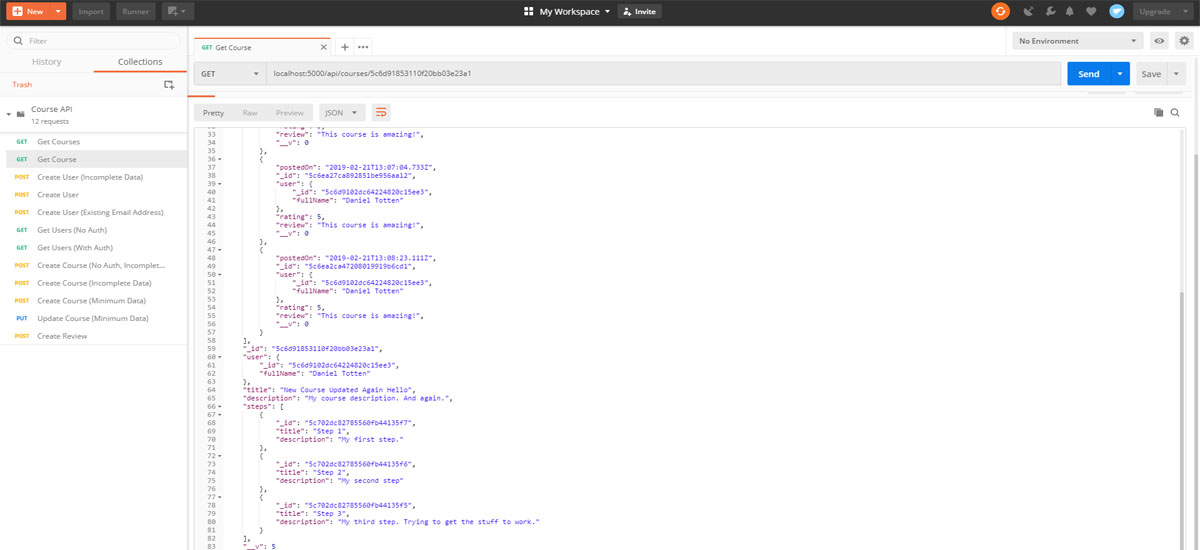 New
Import
Runner
My Workspace
Invite
Upgrade
Filter
History
Collections
Trash
Course API
12 requests
GET Get Courses
GET Get Course
POST Create User (Incomplete Data)
POST Create User
POST Create User (Existing Email Address)
GET Get Users (No Auth)
GET Get Users (With Auth)
POST Create Course (No Auth, Incomplet...
POST Create Course (Incomplete Data)
POST Create Course (Minimum Data)
PUT Update Course (Minimum Data)
POST Create Review
GET Get Course
No Environment
GET
localhost:5000/api/courses/5c6d91853110f20bb03e23a1
Send
Save
Pretty
Raw
Preview
JSON
33 "review": "This course is amazing!",
34 "__v": 0
35 },
36 {
37 "postedOn": "2019-02-21T13:07:04.733Z",
38 "_id": "5c6ea27ca892851be956aa12",
39 "user": {
40 "_id": "5c6d9102dc64224820c15ee3",
41 "fullName": "Daniel Totten"
42 },
43 "rating": 5,
44 "review": "This course is amazing!",
45 "__v": 0
46 },
47 {
48 "postedOn": "2019-02-21T13:08:23.111Z",
49 "_id": "5c6ea2ca47208019919b6cd1",
50 "user": {
51 "_id": "5c6d9102dc64224820c15ee3",
52 "fullName": "Daniel Totten"
53 },
54 "rating": 5,
55 "review": "This course is amazing!",
56 "__v": 0
57 }
58 ],
59 "_id": "5c6d91853110f20bb03e23a1",
60 "user": {
61 "_id": "5c6d9102dc64224820c15ee3",
62 "fullName": "Daniel Totten"
63 },
64 "title": "New Course Updated Again Hello",
65 "description": "My course description. And again.",
66 "steps": [
67 {
68 "_id": "5c702dc82785560fb44135f7",
69 "title": "Step 1",
70 "description": "My first step."
71 },
72 {
73 "_id": "5c702dc82785560fb44135f6",
74 "title": "Step 2",
75 "description": "My second step"
76 },
77 {
78 "_id": "5c702dc82785560fb44135f5",
79 "title": "Step 3",
80 "description": "My third step. Trying to get the stuff to work."
81 }
82 ],
83 "__v": 5